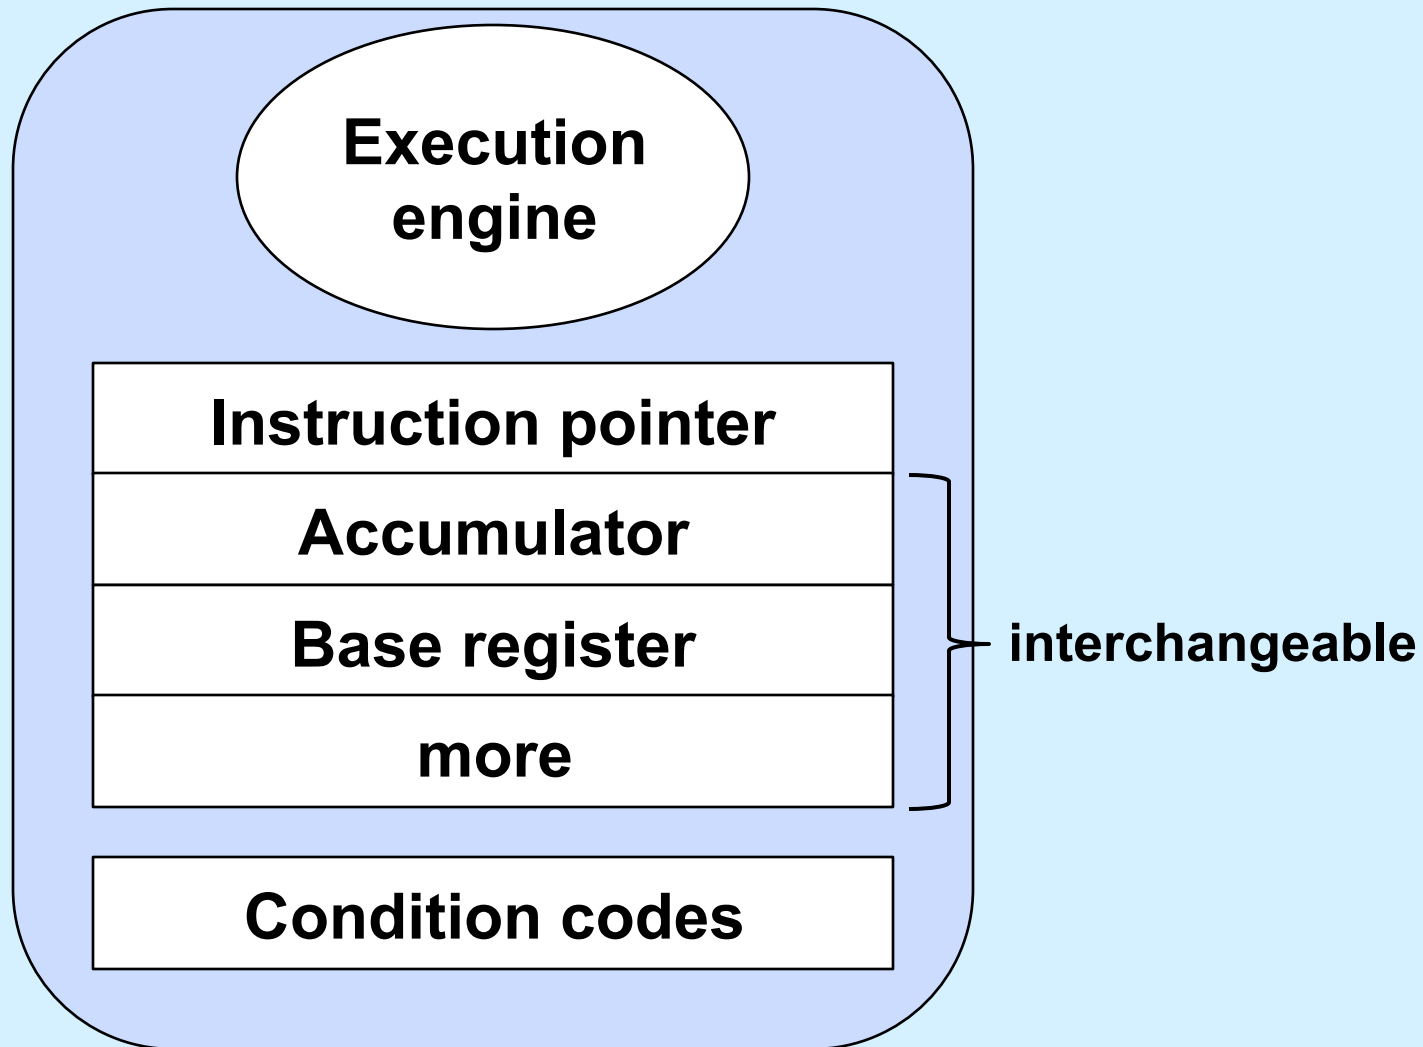 Execution
engine
Instruction pointer
Accumulator
Base register
interchangeable
more
Condition codes